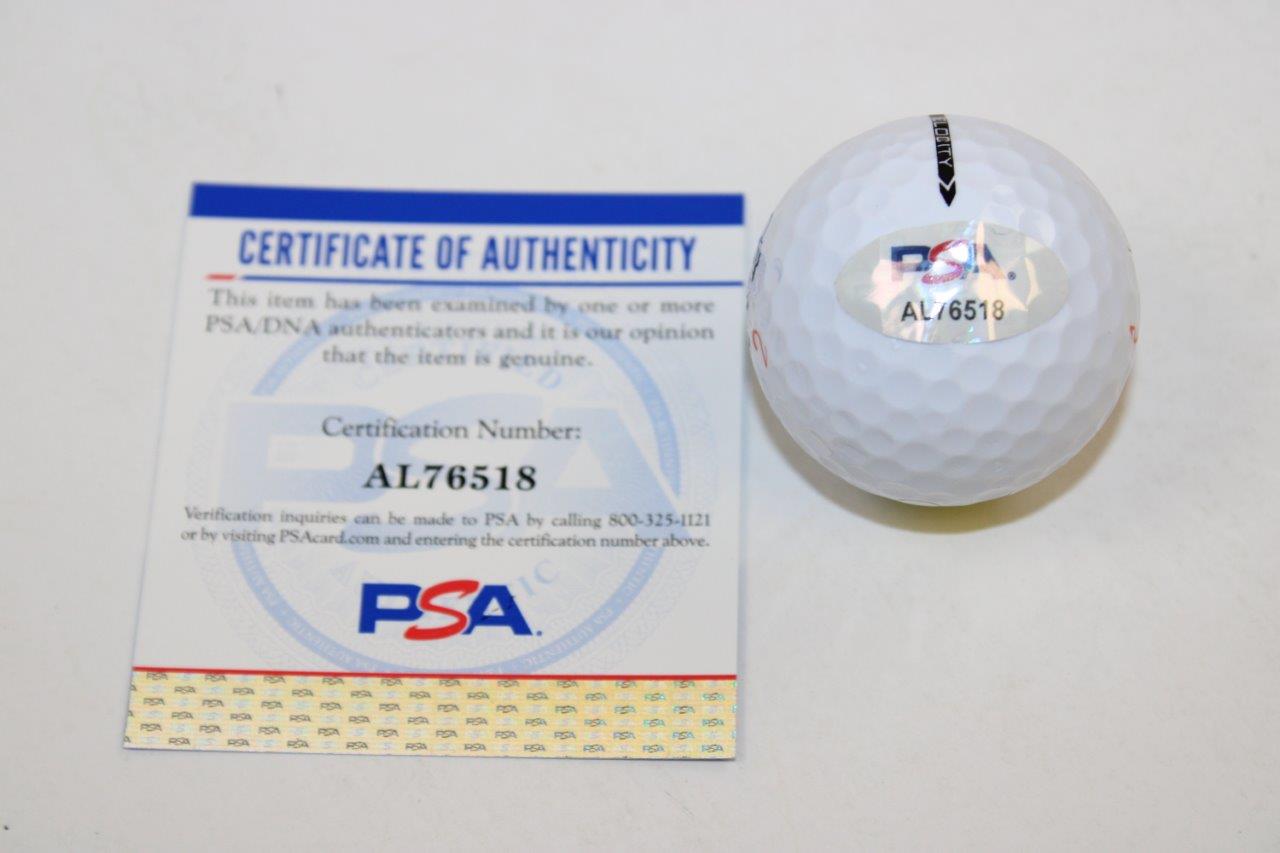 CERTIFICATE OF AUTHENTICITY
This item has been examined by one or more
PSA/DNA authenticators and it is our opinion
that the item is genuine.
Certification Number:
AL76518
Verification inquiries can be made to PSA by calling 800-325-1121
or by visiting PSAcard.com and entering the certification number above.
PSA.
ELOCITY
PSA
AL76518
2